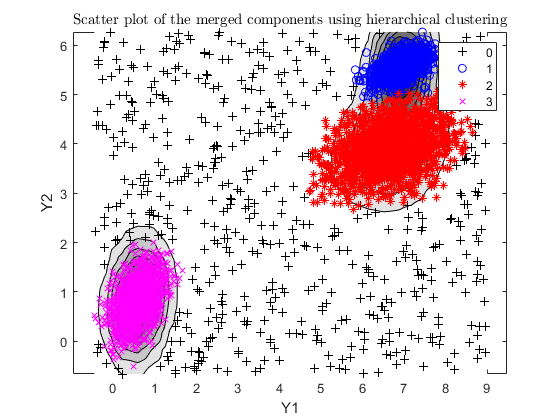 Scatter plot of the merged components using hierarchical clustering
6
5
4
3
2
1
0
Y2
0
1
2
3
0 1 2 3 4 5 6 7 8 9
Y1